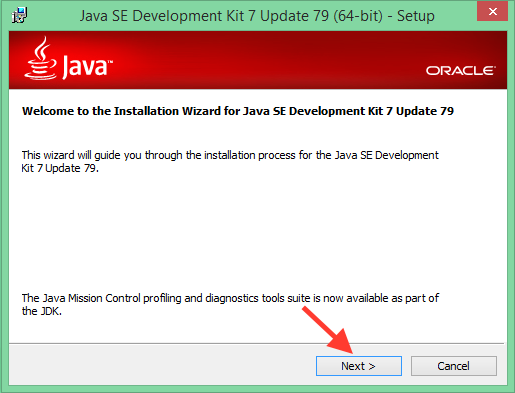 Java SE Development Kit 7 Update 79 (64-bit) - Setup
Java™
ORACLE®
Welcome to the Installation Wizard for Java SE Development Kit 7 Update 79
This wizard will guide you through the installation process for the Java SE Development
Kit 7 Update 79.
The Java Mission Control profiling and diagnostics tools suite is now available as part of
the JDK.
Next >
Cancel